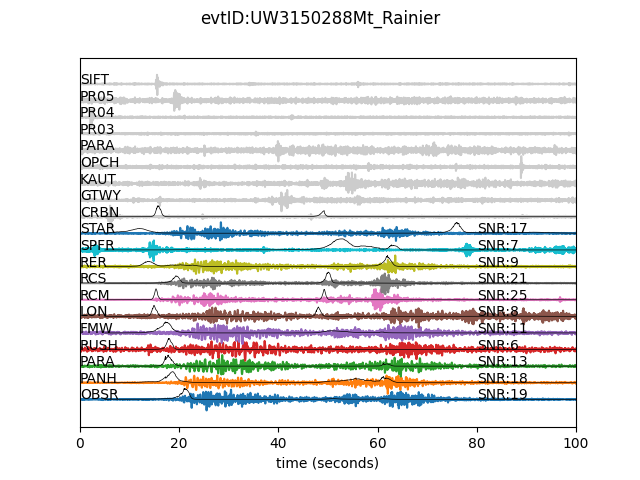 evtID:UW3150288Mt_Rainier
SIFT
PR05
PR04
PR03
PARA
OPCH
KAUT
GTWY
CRBN
STAR SNR:17
SPER SNR:7
RER SNR:9
RCS SNR:21
RCM SNR:25
LON SNR:8
FMW SNR:11
RUSH SNR:6
PARA SNR:13
PANH SNR:18
OBSR SNR:19
0 20 40 60 80 100
time (seconds)